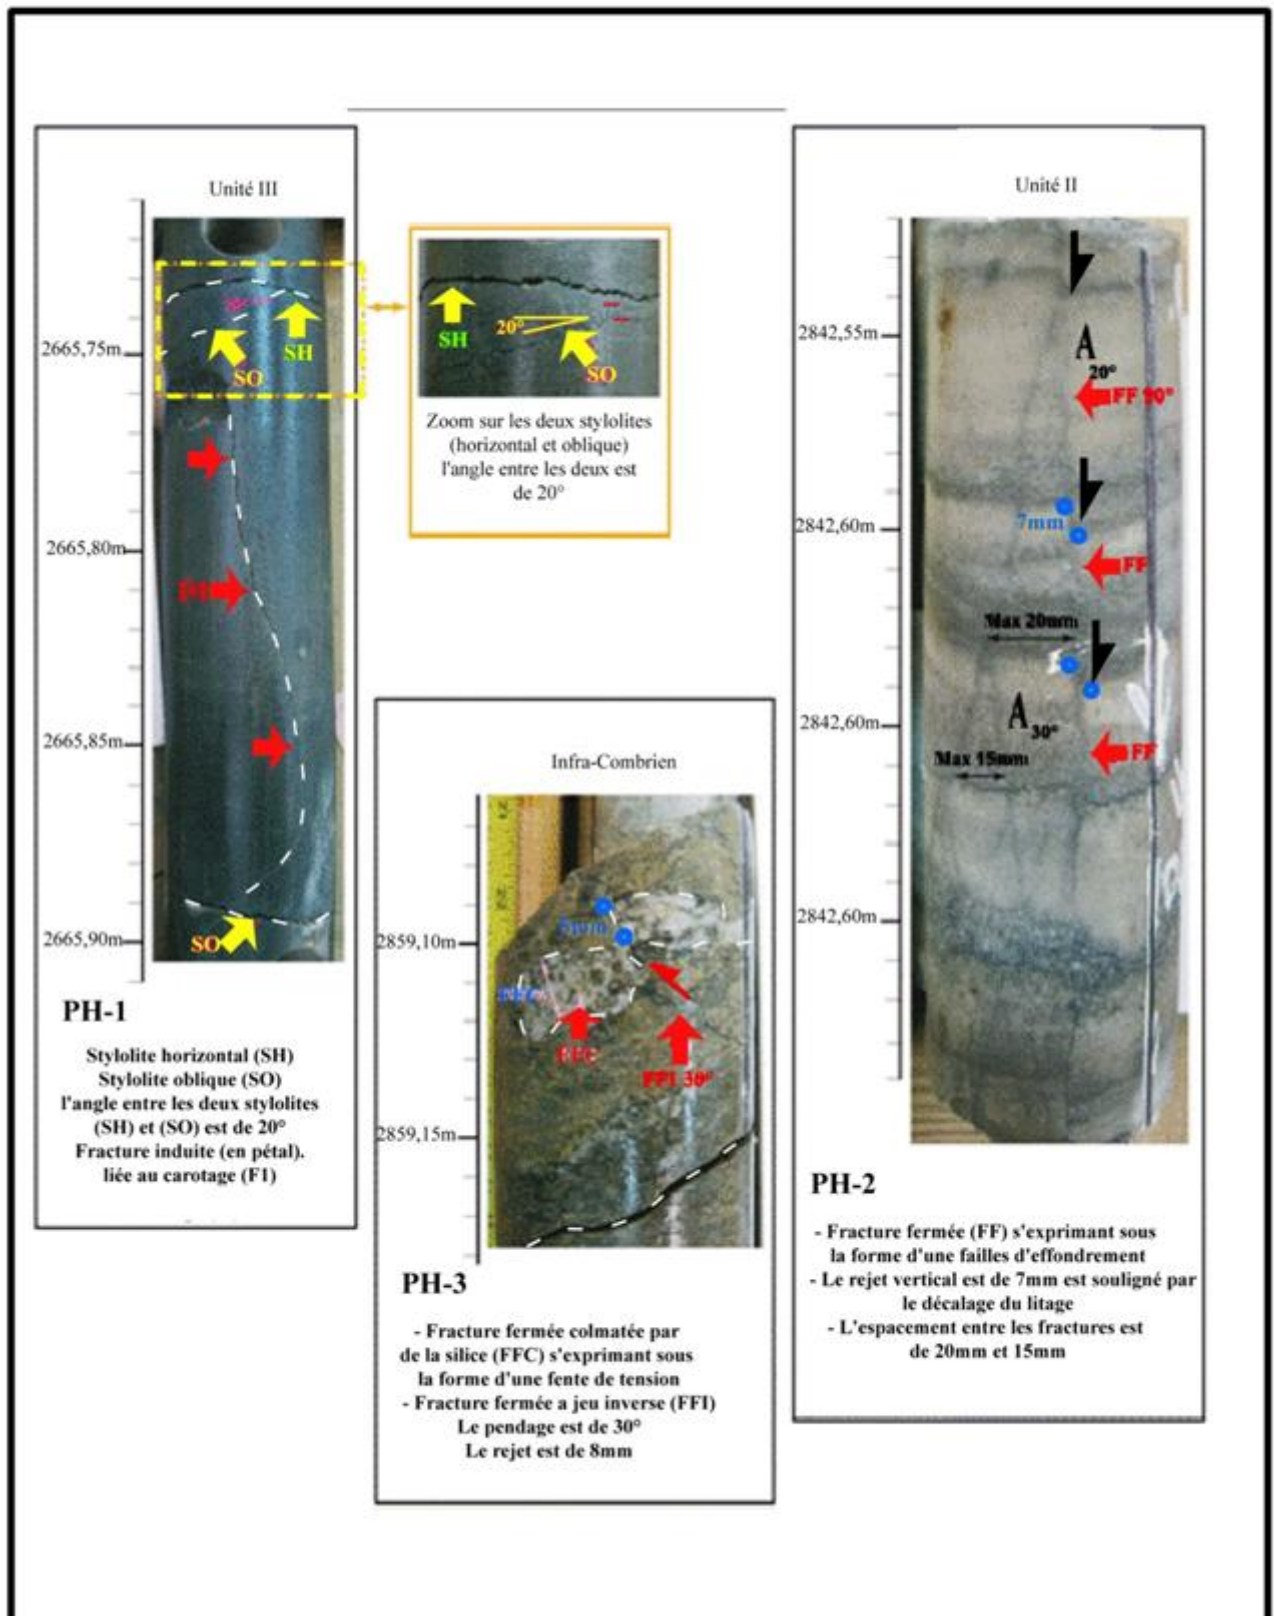 Unité III
2665,75m
SO
SH
2665,80m
2665,85m
2665,90m
SO
PH-1
Stylolite horizontal (SH)
Stylolite oblique (SO)
l'angle entre les deux stylolites
(SH) et (SO) est de 20°
Fracture induite (en pétal).
liée au carotage (F1)
SH
20°
SO
Zoom sur les deux stylolites
(horizontal et oblique)
l'angle entre les deux est
de 20°
Infra-Combrien
2859,10m
FFC
FFC
FFI 30°
2859,15m
PH-3
- Fracture fermée colmatée par
de la silice (FFC) s'exprimant sous
la forme d'une fente de tension
- Fracture fermée a jeu inverse (FFI)
Le pendage est de 30°
Le rejet est de 8mm
Unité II
2842,55m
A
20°
FF 90°
7mm
2842,60m
FF
Max 20mm
2842,60m
A
30°
FF
Max 15mm
2842,60m
PH-2
- Fracture fermée (FF) s'exprimant sous
la forme d'une failles d'effondrement
- Le rejet vertical est de 7mm est souligné par
le décalage du litage
- L'espacement entre les fractures est
de 20mm et 15mm